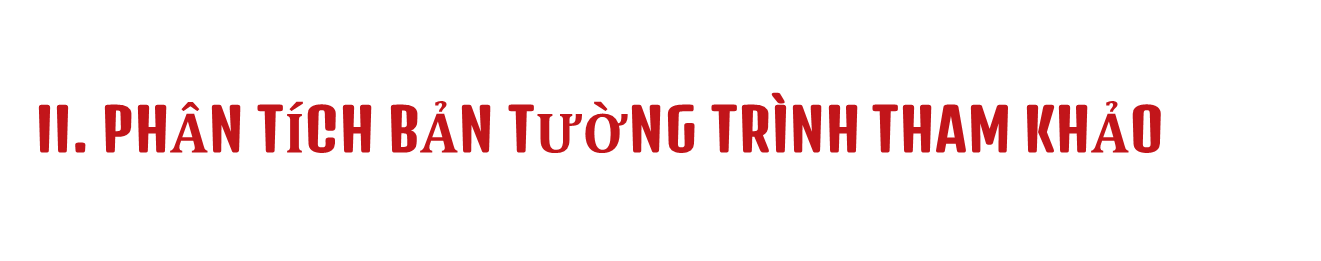 II. PHÂN TÍCH BẢN TƯỜNG TRÌNH THAM KHẢO